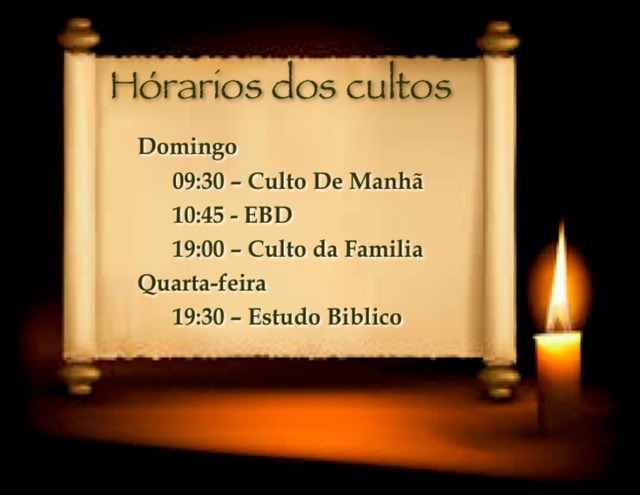 Hórarios dos cultos
Domingo
09:30 – Culto De Manhã
10:45 - EBD
19:00 – Culto da Familia
Quarta-feira
19:30 – Estudo Biblico